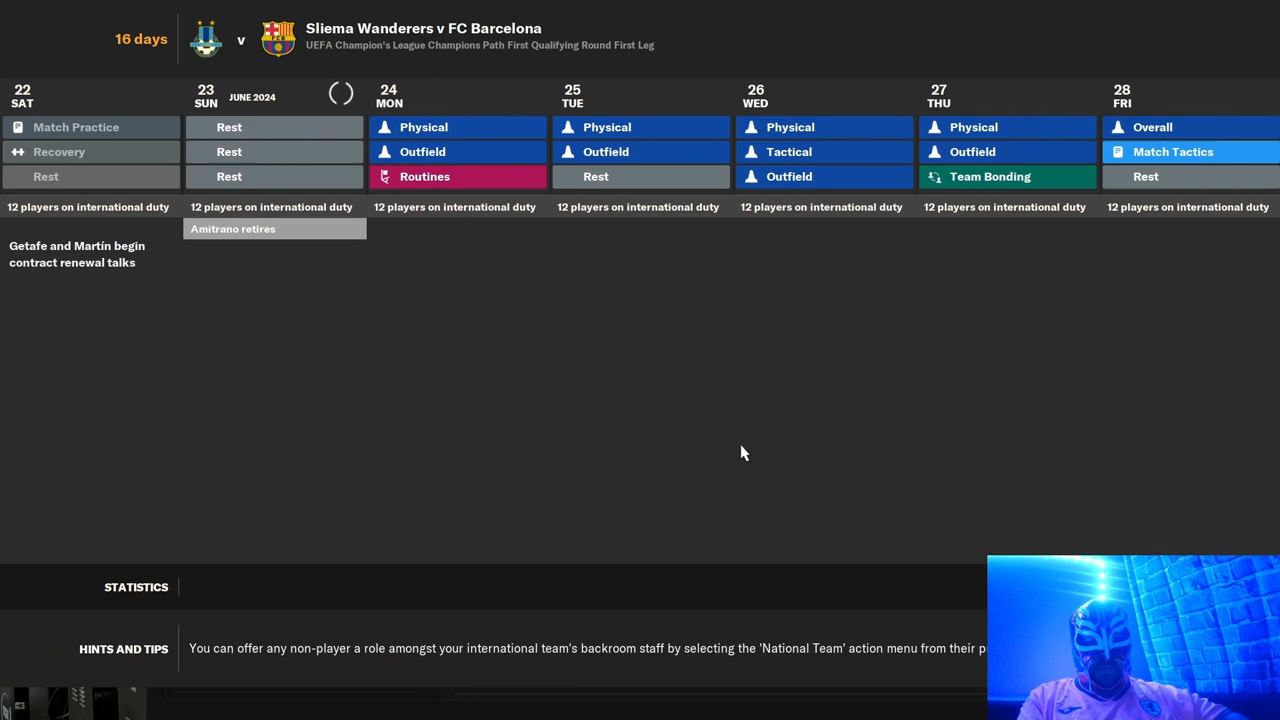 16 days
v
Sliema Wanderers v FC Barcelona
UEFA Champion's League Champions Path First Qualifying Round First Leg
22
SAT
23
SUN JUNE 2024
24
MON
25
TUE
26
WED
27
THU
28
FRI
Match Practice
Rest
Physical
Physical
Physical
Physical
Overall
Recovery
Rest
Outfield
Outfield
Tactical
Outfield
Match Tactics
Rest
Rest
Routines
Rest
Outfield
Team Bonding
Rest
12 players on international duty
12 players on international duty
12 players on international duty
12 players on international duty
12 players on international duty
12 players on international duty
12 players on international duty
Amitrano retires
Getafe and Martín begin
contract renewal talks
STATISTICS
HINTS AND TIPS
You can offer any non-player a role amongst your international team's backroom staff by selecting the 'National Team' action menu from their